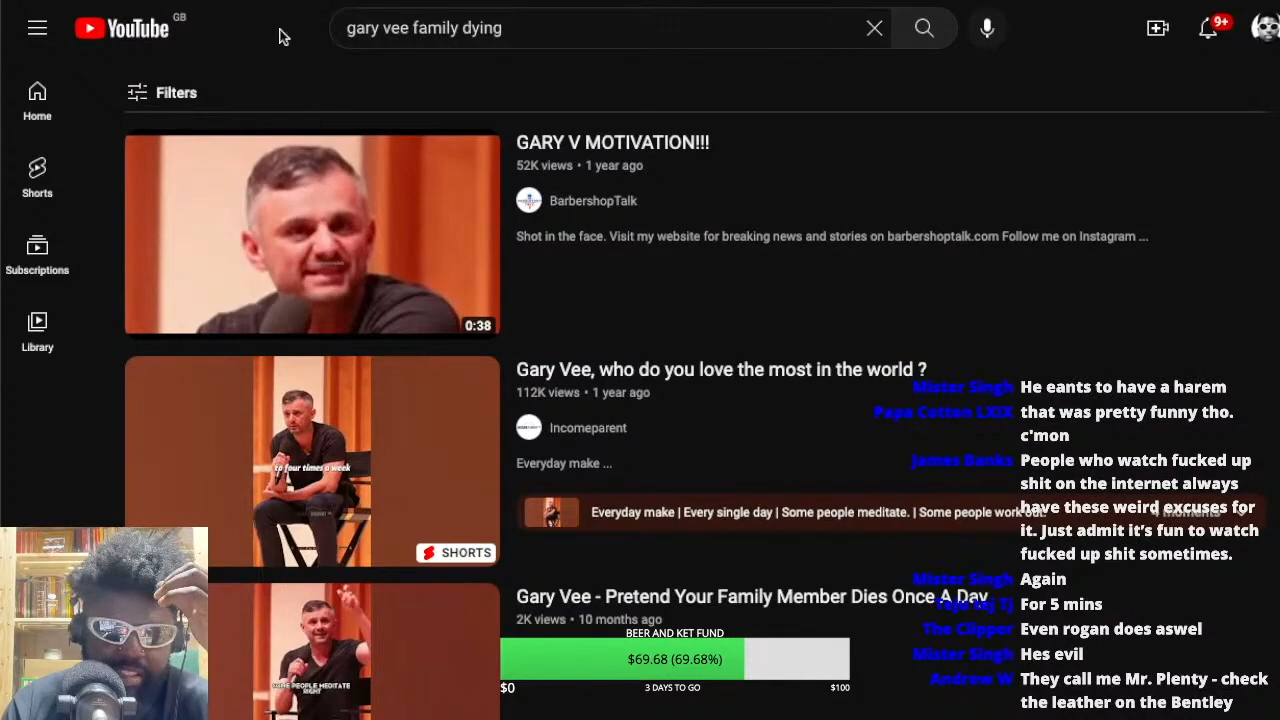 YouTube GB
gary vee family dying
9+
Home
Shorts
Subscriptions
Library
Filters
0:38
GARY V MOTIVATION!!!
52K views • 1 year ago
BarbershopTalk
Shot in the face. Visit my website for breaking news and stories on barbershoptalk.com Follow me on Instagram ...
to four times a week
SHORTS
Gary Vee, who do you love the most in the world ?
112K views • 1 year ago
Incomeparent
Everyday make ...
Everyday make | Every single day | Some people meditate. | Some people work
SOME PEOPLE MEDITATE
RIGHT
Gary Vee - Pretend Your Family Member Dies Once A Day
2K views • 10 months ago
BEER AND KET FUND
$69.68 (69.68%)
$0
3 DAYS TO GO
$100
Mister Singh He eants to have a harem
Papa Cotton LXIX that was pretty funny tho.
c'mon
James Banks People who watch fucked up
shit on the internet always
have these weird excuses for
it. Just admit it's fun to watch
fucked up shit sometimes.
Mister Singh Again
For 5 mins
The Clipper Even rogan does aswel
Mister Singh Hes evil
Andrew W They call me Mr. Plenty - check
the leather on the Bentley